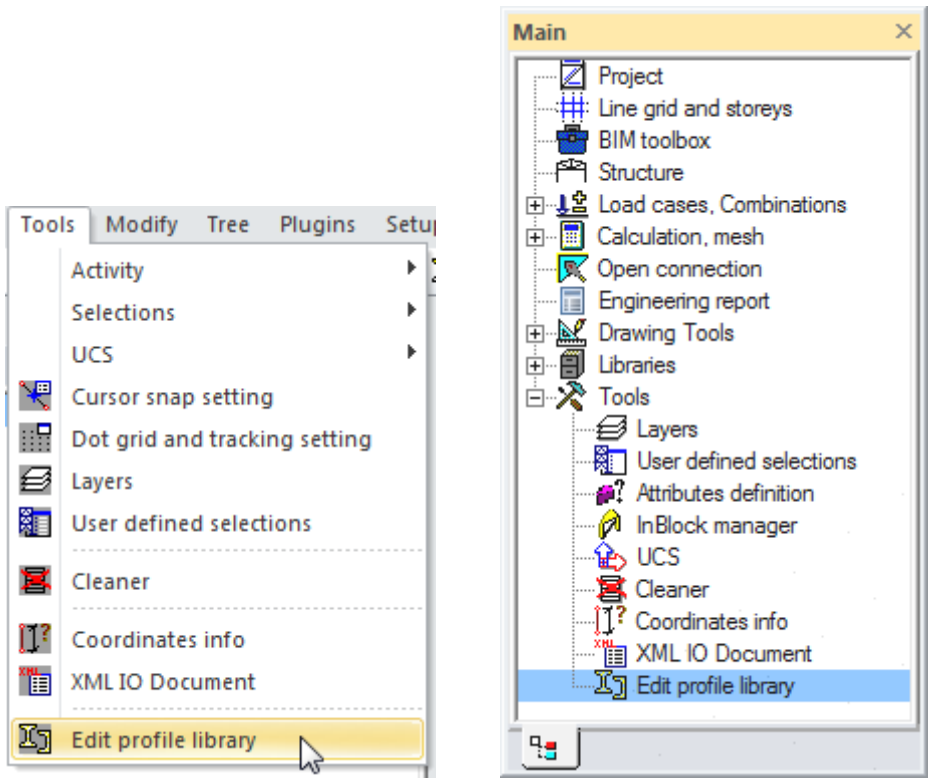 Tools Modify Tree Plugins Setup
Activity
Selections
UCS
Cursor snap setting
Dot grid and tracking setting
Layers
User defined selections
Cleaner
Coordinates info
XML IO Document
Edit profile library
Main
Project
Line grid and storeys
BIM toolbox
Structure
Load cases, Combinations
Calculation, mesh
Open connection
Engineering report
Drawing Tools
Libraries
Tools
Layers
User defined selections
Attributes definition
InBlock manager
UCS
Cleaner
Coordinates info
XML IO Document
Edit profile library